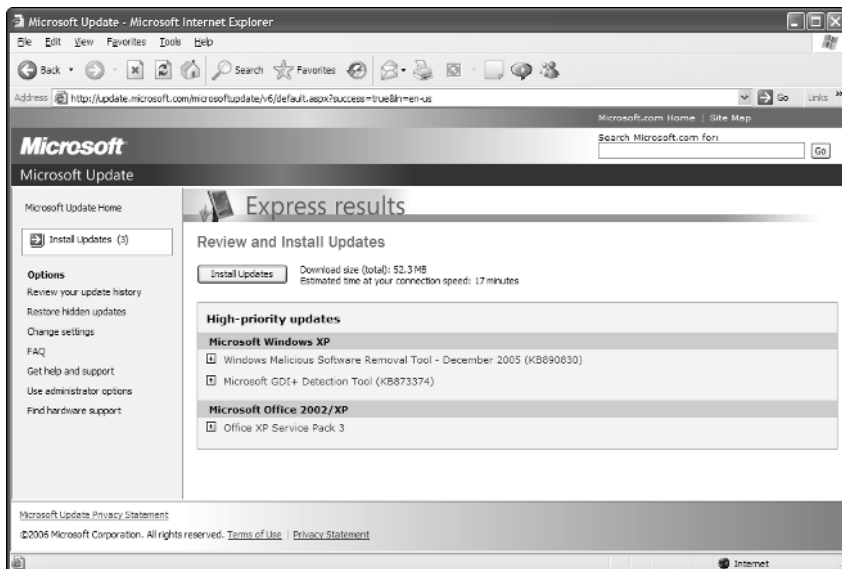 Microsoft Update - Microsoft Internet Explorer
File Edit View Favorites Tools Help
Back Search Favorites
Address http://update.microsoft.com/microsoftupdate/v6/default.aspx?success=true&ln=en-us Go Links »
Microsoft.com Home | Site Map
Search Microsoft.com for:
Go
Microsoft
Microsoft Update
Microsoft Update Home
Install Updates (3)
Options
Review your update history
Restore hidden updates
Change settings
FAQ
Get help and support
Use administrator options
Find hardware support
Express results
Review and Install Updates
Install Updates
Download size (total): 52.3 MB
Estimated time at your connection speed: 17 minutes
High-priority updates
Microsoft Windows XP
Windows Malicious Software Removal Tool - December 2005 (KB890830)
Microsoft GDI+ Detection Tool (KB873374)
Microsoft Office 2002/XP
Office XP Service Pack 3
Microsoft Update Privacy Statement
©2006 Microsoft Corporation. All rights reserved. Terms of Use | Privacy Statement
Internet